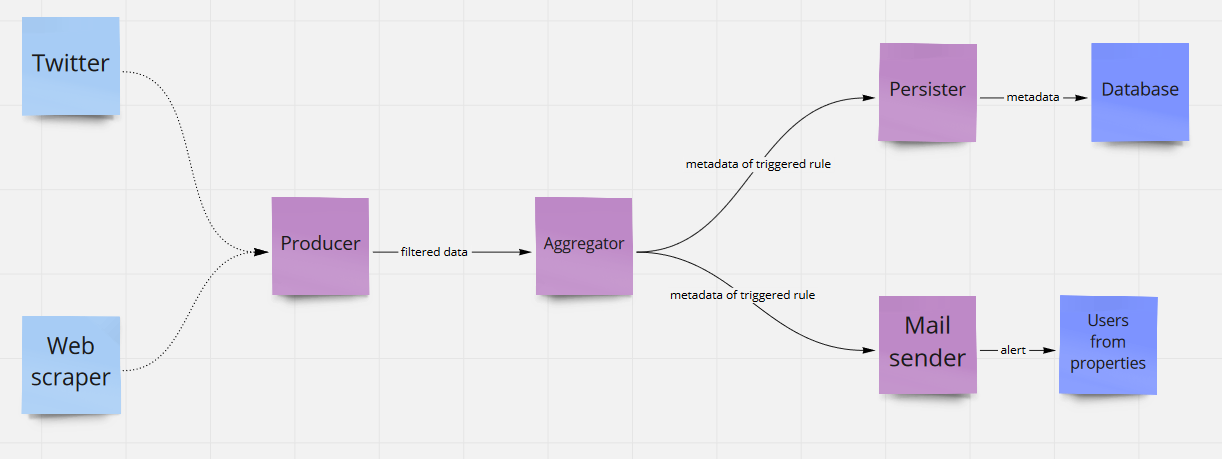 Twitter
Web
scraper
Producer
filtered data
Aggregator
metadata of triggered rule
metadata of triggered rule
Persister
metadata
Database
Mail
sender
alert
Users
from
properties